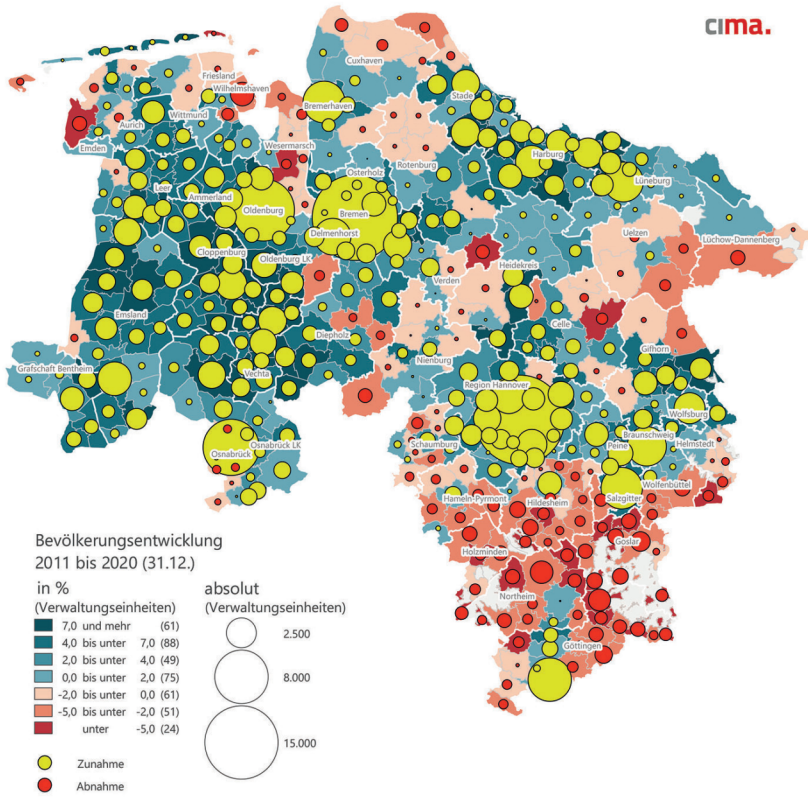 cima.
Cuxhaven
Friesland
Wilhelmshaven
Bremerhaven
Stade
Wittmund
Aurich
Emden
Wesermarsch
Harburg
Osterholz
Rotenburg
Leer
Ammerland
Lüneburg
Oldenburg
Bremen
Delmenhorst
Uelzen
Lüchow-Dannenberg
Cloppenburg
Oldenburg LK
Heidekreis
Verden
Emsland
Celle
Diepholz
Gifhorn
Nienburg
Grafschaft Bentheim
Vechta
Region Hannover
Wolfsburg
Braunschweig
Schaumburg
Peine
Helmstedt
Osnabrück LK
Osnabrück
Wolfenbüttel
Hameln-Pyrmont
Hildesheim
Salzgitter
Goslar
Holzminden
Northeim
Göttingen
Bevölkerungsentwicklung
2011 bis 2020 (31.12.)
in %
(Verwaltungseinheiten)
7,0 und mehr (61)
4,0 bis unter 7,0 (88)
2,0 bis unter 4,0 (49)
0,0 bis unter 2,0 (75)
-2,0 bis unter 0,0 (61)
-5,0 bis unter -2,0 (51)
unter -5,0 (24)
Zunahme
Abnahme
absolut
(Verwaltungseinheiten)
2.500
8.000
15.000